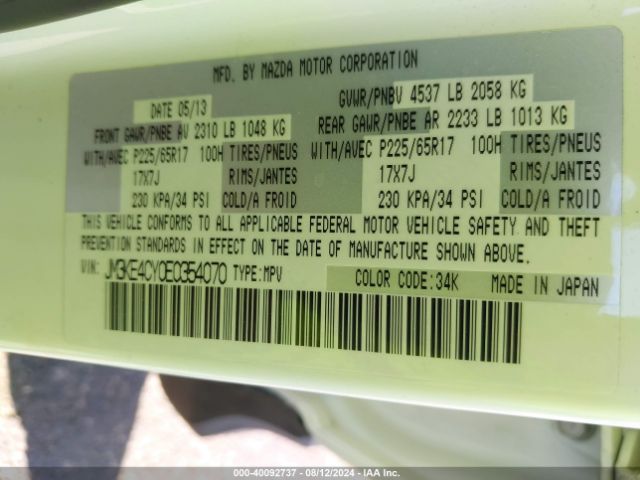 MFD. BY MAZDA MOTOR CORPORATION
DATE 05/13 GVWR/PNBV 4537 LB 2058 KG
FRONT GAWR/PNBE AV 2310 LB 1048 KG REAR GAWR/PNBE AR 2233 LB 1013 KG
WITH/AVEC P225/65R17 100H TIRES/PNEUS WITH/AVEC P225/65R17 100H TIRES/PNEUS
17X7J RIMS/JANTES 17X7J RIMS/JANTES
230 KPA/34 PSI COLD/A FROID 230 KPA/34 PSI COLD/A FROID
THIS VEHICLE CONFORMS TO ALL APPLICABLE FEDERAL MOTOR VEHICLE SAFETY AND THEFT
PREVENTION STANDARDS IN EFFECT ON THE DATE OF MANUFACTURE SHOWN ABOVE.
VIN: JM3KE4CY0E0354070 TYPE:MPV COLOR CODE:34K MADE IN JAPAN
000-40092737 - 08/12/2024 - IAA Inc.